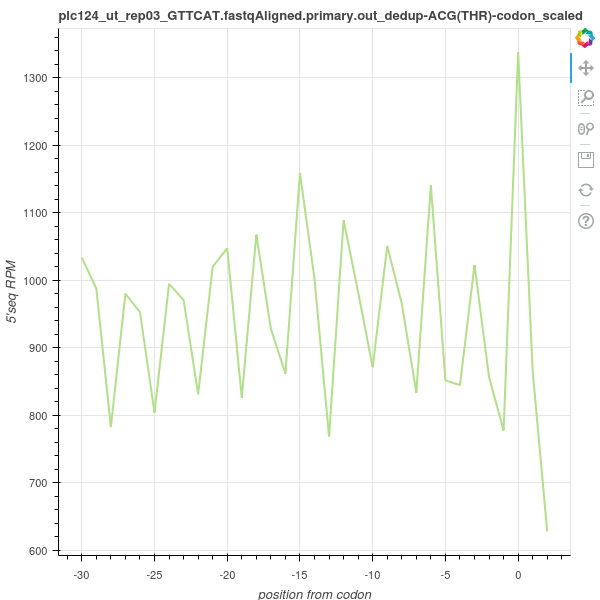 plc124_ut_rep03_GTTCAT.fastqAligned.primary.out_dedup-ACG(THR)-codon_scaled
1300
1200
1100
1000
900
800
700
600
5'seq RPM
-30 -25 -20 -15 -10 -5 0
position from codon